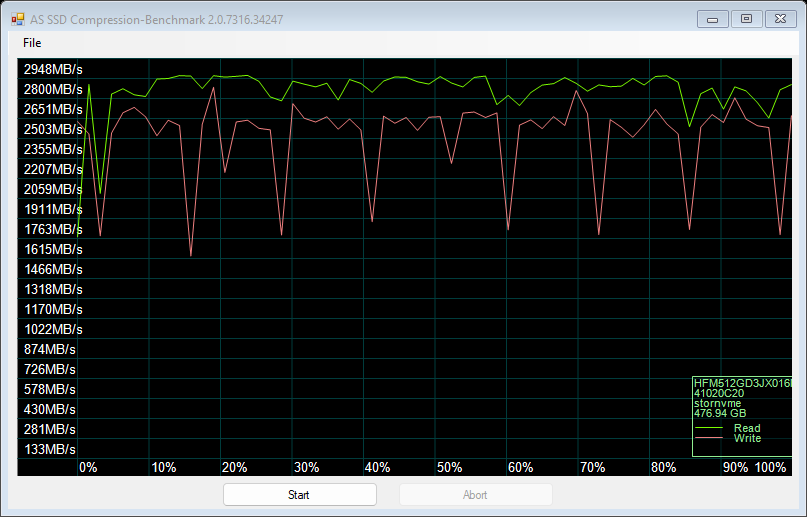 AS SSD Compression-Benchmark 2.0.7316.34247
File
2948MB/s
2800MB/s
2651MB/s
2503MB/s
2355MB/s
2207MB/s
2059MB/s
1911MB/s
1763MB/s
1615MB/s
1466MB/s
1318MB/s
1170MB/s
1022MB/s
874MB/s
726MB/s
578MB/s
430MB/s
281MB/s
133MB/s
HFM512GD3JX016
41020C20
stornvme
476.94 GB
Read
Write
0% 10% 20% 30% 40% 50% 60% 70% 80% 90% 100%
Start Abort